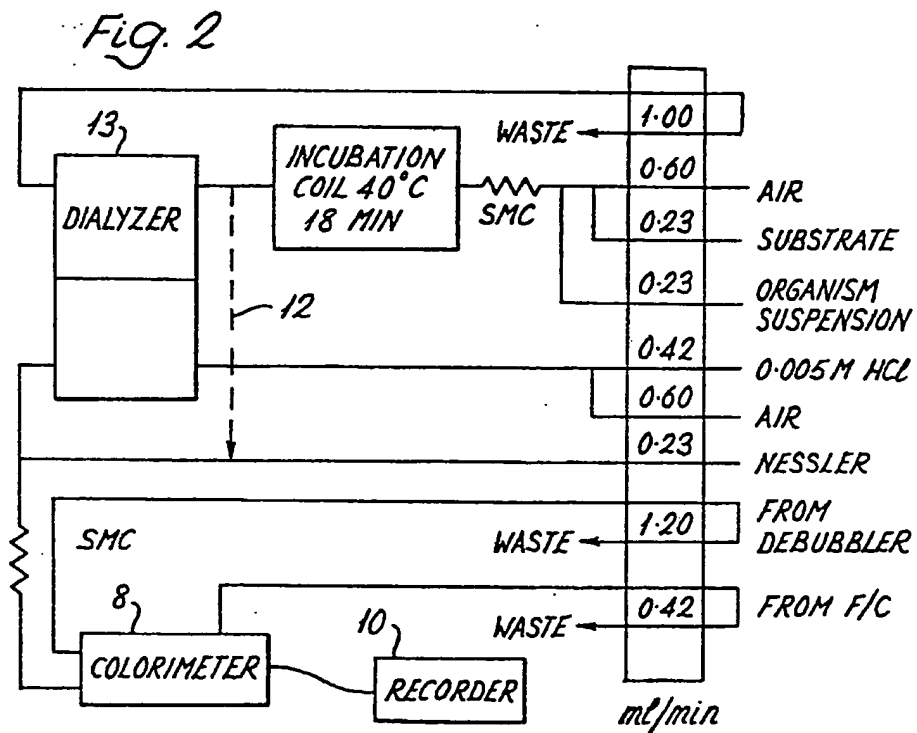 Fig. 2
13
DIALYZER
INCUBATION
COIL 40°C
18 MIN
SMC
WASTE
1.00
0.60
AIR
0.23
SUBSTRATE
0.23
ORGANISM
SUSPENSION
12
0.42
0.005M HCl
0.60
AIR
0.23
NESSLER
SMC
WASTE
1.20
FROM
DEBUBBLER
8
COLORIMETER
10
RECORDER
WASTE
0.42
FROM F/C
ml/min